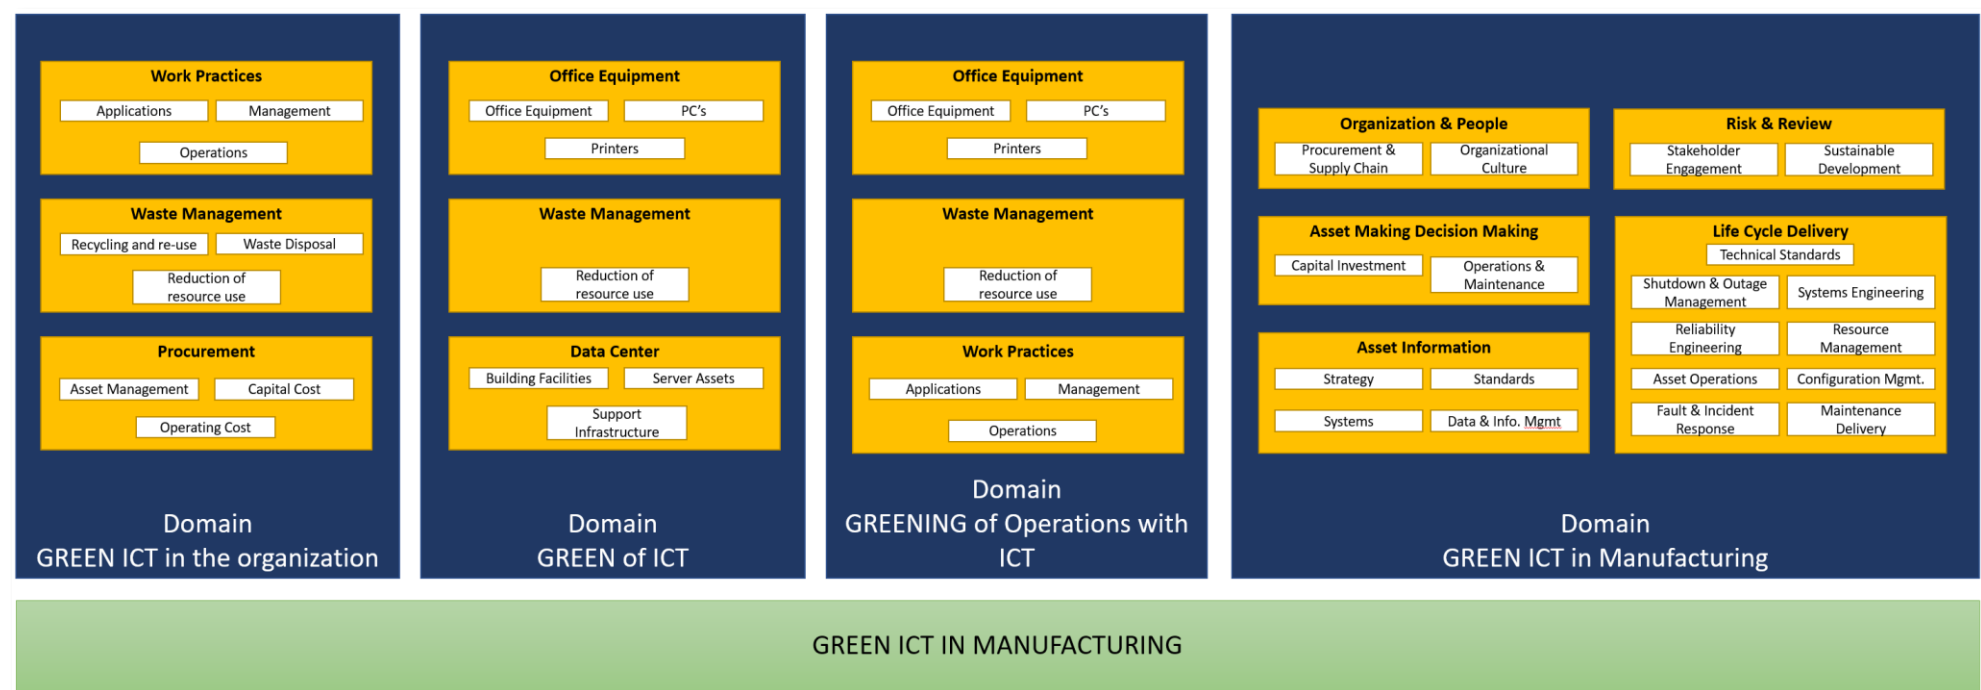 Work Practices
Applications
Management
Operations
Waste Management
Recycling and re-use
Waste Disposal
Reduction of
resource use
Procurement
Asset Management
Capital Cost
Operating Cost
Domain
GREEN ICT in the organization
Office Equipment
Office Equipment
PC's
Printers
Waste Management
Reduction of
resource use
Data Center
Building Facilities
Server Assets
Support
Infrastructure
Domain
GREEN of ICT
Office Equipment
Office Equipment
PC's
Printers
Waste Management
Reduction of
resource use
Work Practices
Applications
Management
Operations
Domain
GREENING of Operations with
ICT
Organization & People
Procurement &
Supply Chain
Organizational
Culture
Asset Making Decision Making
Capital Investment
Operations &
Maintenance
Asset Information
Strategy
Standards
Systems
Data & Info. Mgmt
Risk & Review
Stakeholder
Engagement
Sustainable
Development
Life Cycle Delivery
Technical Standards
Shutdown & Outage
Management
Systems Engineering
Reliability
Engineering
Resource
Management
Asset Operations
Configuration Mgmt.
Fault & Incident
Response
Maintenance
Delivery
Domain
GREEN ICT in Manufacturing
GREEN ICT IN MANUFACTURING